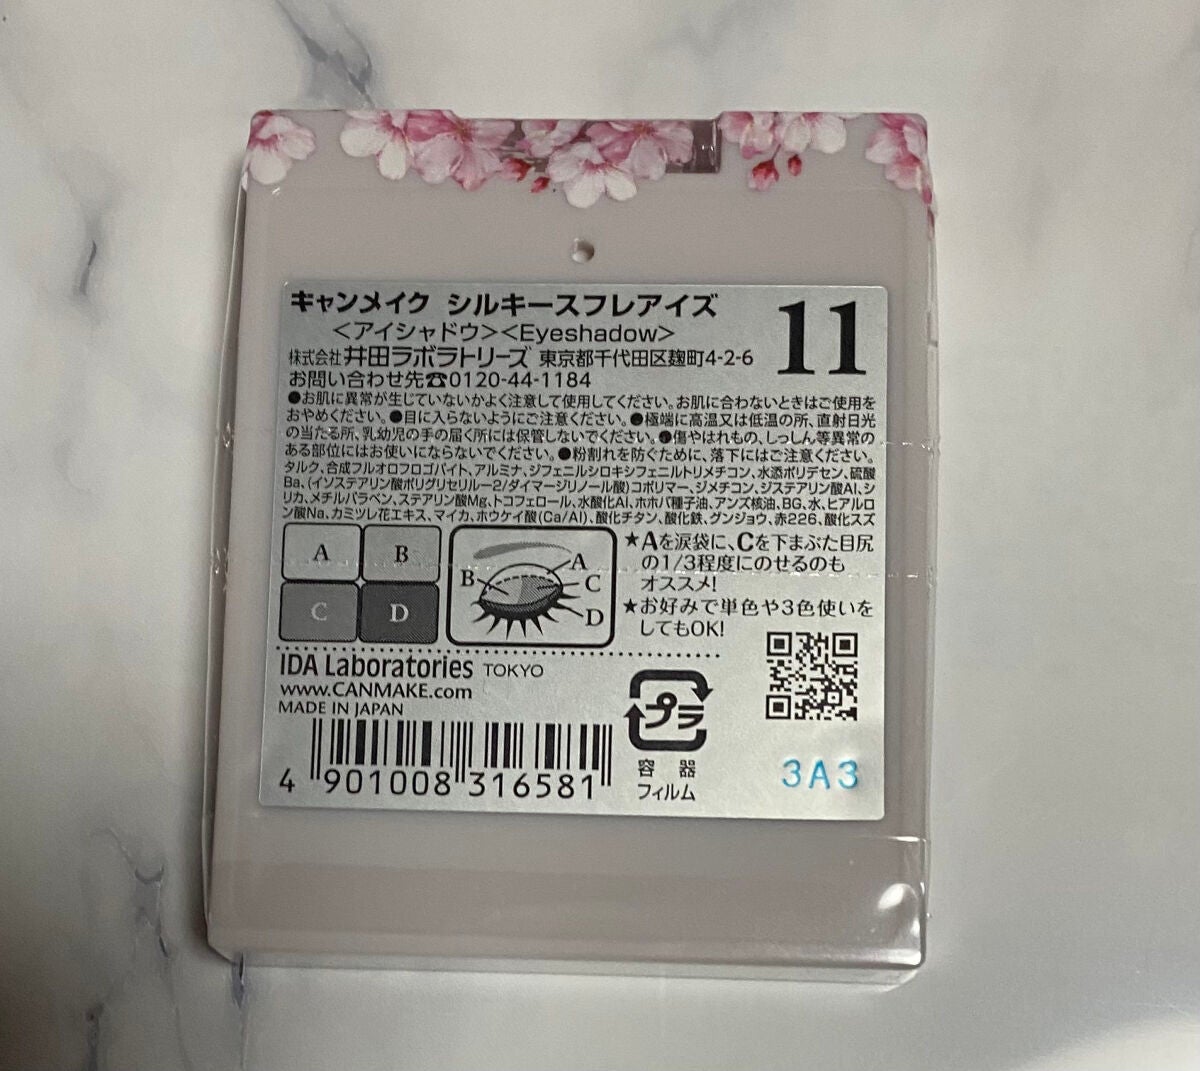 キャンメイク シルキースフレアイズ
11
＜アイシャドウ＞＜Eyeshadow＞
株式会社 井田ラボラトリーズ 東京都千代田区麹町4-2-6
お問い合わせ先☎0120-44-1184
●お肌に異常が生じていないかよく注意して使用してください。お肌に合わないときはご使用を
おやめください。●目に入らないようにご注意ください。●極端に高温又は低温の所、直射日光
の当たる所、乳幼児の手の届く所には保管しないでください。●傷やはれもの、しっしん等異常の
ある部位にはお使いにならないでください。●粉割れを防ぐために、落下にはご注意ください。
タルク、合成フルオロフロゴパイト、アルミナ、ジフェニルシロキシフェニルトリメチコン、水添ポリデセン、硫酸
Ba、(イソステアリン酸ポリグリセリル-2/ダイマージリノール酸)コポリマー、ジメチコン、ジステアリン酸Al、シ
リカ、メチルパラベン、ステアリン酸Mg、トコフェロール、水酸化Al、ホホバ種子油、アンズ核油、BG、水、ヒアルロ
ン酸Na、カミツレ花エキス、マイカ、ホウケイ酸(Ca/Al)、酸化チタン、酸化鉄、グンジョウ、赤226、酸化スズ
A B
C D
A
B
C
D
★Aを涙袋に、Cを下まぶた目尻
の1/3程度にのせるのも
オススメ!
★お好みで単色や3色使いを
してもOK!
IDA Laboratories TOKYO
www.CANMAKE.com
MADE IN JAPAN
4 901008 316581
プラ
容器
フィルム
3A3